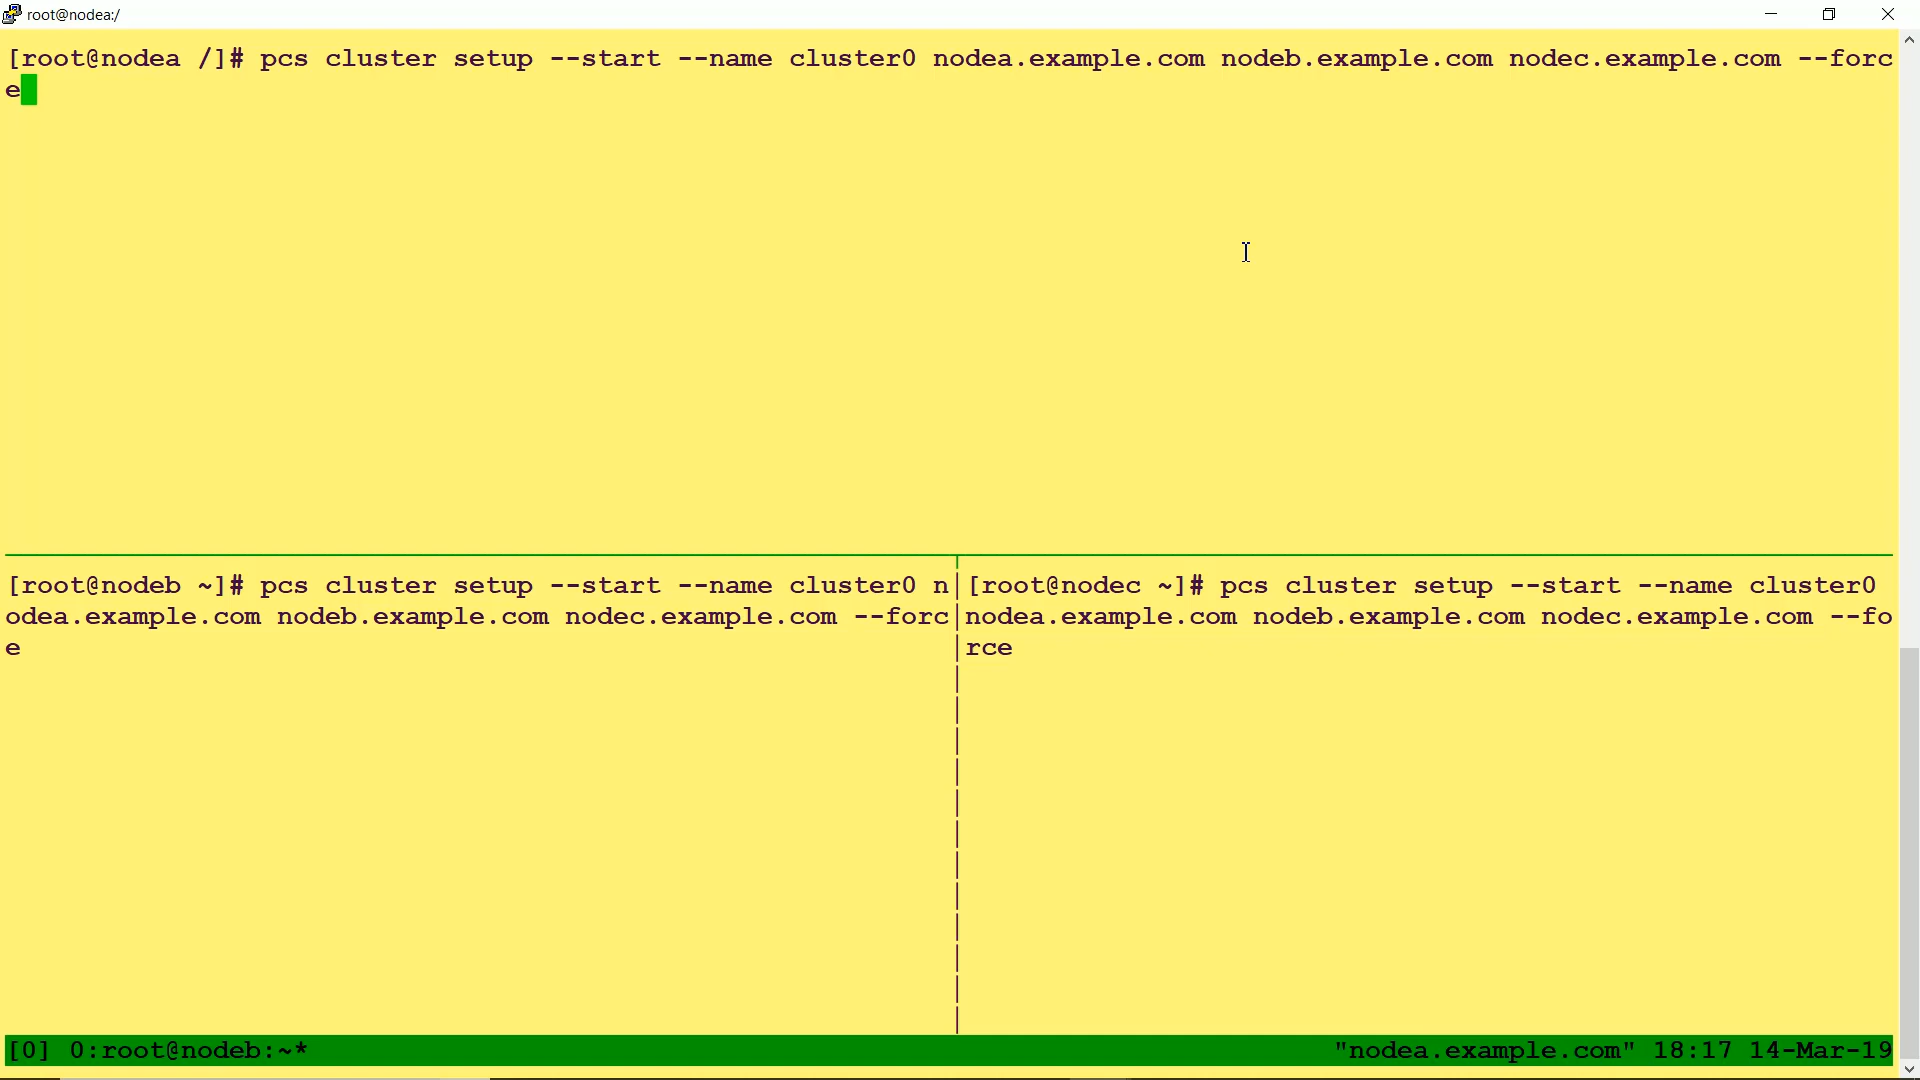 root@nodea:/
[root@nodea /]# pcs cluster setup --start --name cluster0 nodea.example.com nodeb.example.com nodec.example.com --forc
e
[root@nodeb ~]# pcs cluster setup --start --name cluster0 n
odea.example.com nodeb.example.com nodec.example.com --forc
e
[root@nodec ~]# pcs cluster setup --start --name cluster0
nodea.example.com nodeb.example.com nodec.example.com --fo
rce
[0] 0:root@nodeb:~* "nodea.example.com" 18:17 14-Mar-19